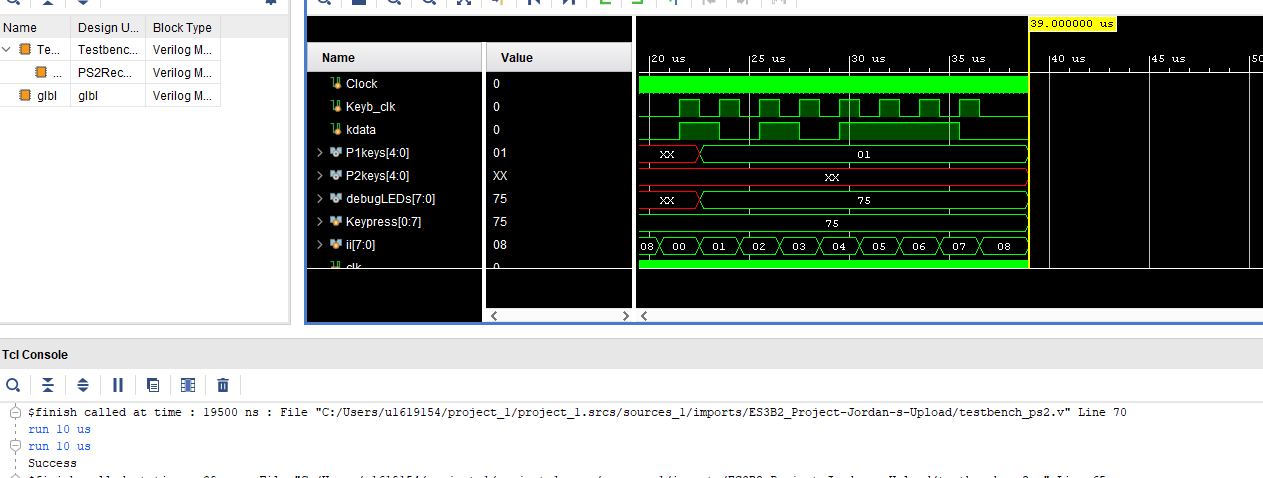 Name Design U... Block Type
Te... Testbenc... Verilog M...
... PS2Rec... Verilog M...
glbl glbl Verilog M...
39.000000 us
Name Value
20 us 25 us 30 us 35 us 40 us 45 us 50
Clock 0
Keyb_clk 0
kdata 0
P1keys[4:0] 01 XX 01
P2keys[4:0] XX XX
debugLEDs[7:0] 75 XX 75
Keypress[0:7] 75 75
ii[7:0] 08 08 00 01 02 03 04 05 06 07 08
clk 0
Tcl Console
$finish called at time : 19500 ns : File "C:/Users/u1619154/project_1/project_1.srcs/sources_1/imports/ES3B2_Project-Jordan-s-Upload/testbench_ps2.v" Line 70
run 10 us
run 10 us
Success